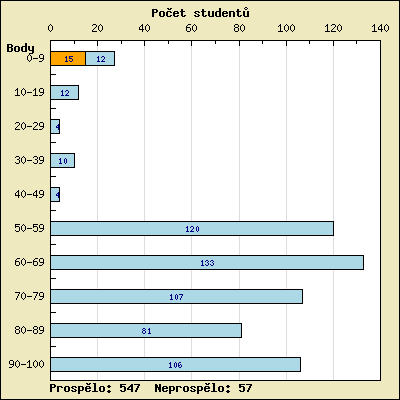 Počet studentů
0 20 40 60 80 100 120 140
Body
0-9 15 12
10-19 12
20-29 4
30-39 10
40-49 4
50-59 120
60-69 133
70-79 107
80-89 81
90-100 106
Prospělo: 547 Neprospělo: 57